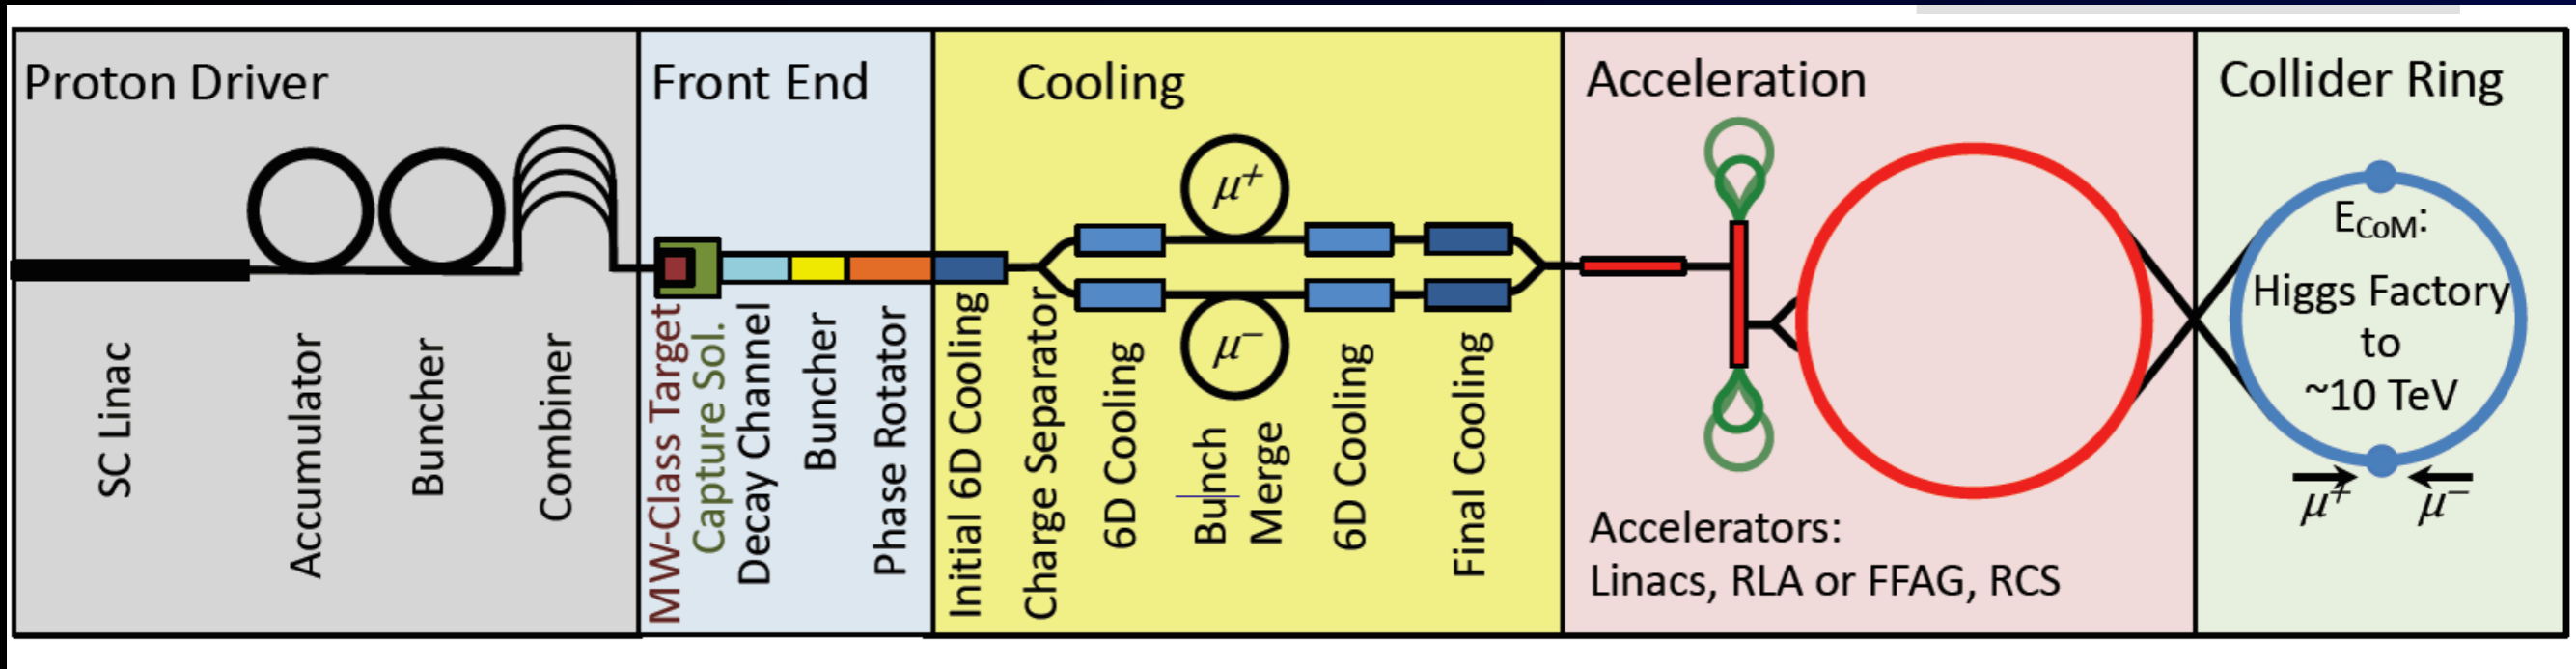 Proton Driver
SC Linac
Accumulator
Buncher
Combiner
Front End
MW-Class Target
Capture Sol.
Decay Channel
Buncher
Phase Rotator
Cooling
Initial 6D Cooling
Charge Separator
6D Cooling
μ+
μ−
Bunch
Merge
6D Cooling
Final Cooling
Acceleration
Accelerators:
Linacs, RLA or FFAG, RCS
Collider Ring
ECoM:
Higgs Factory
to
~10 TeV
μ+ μ−